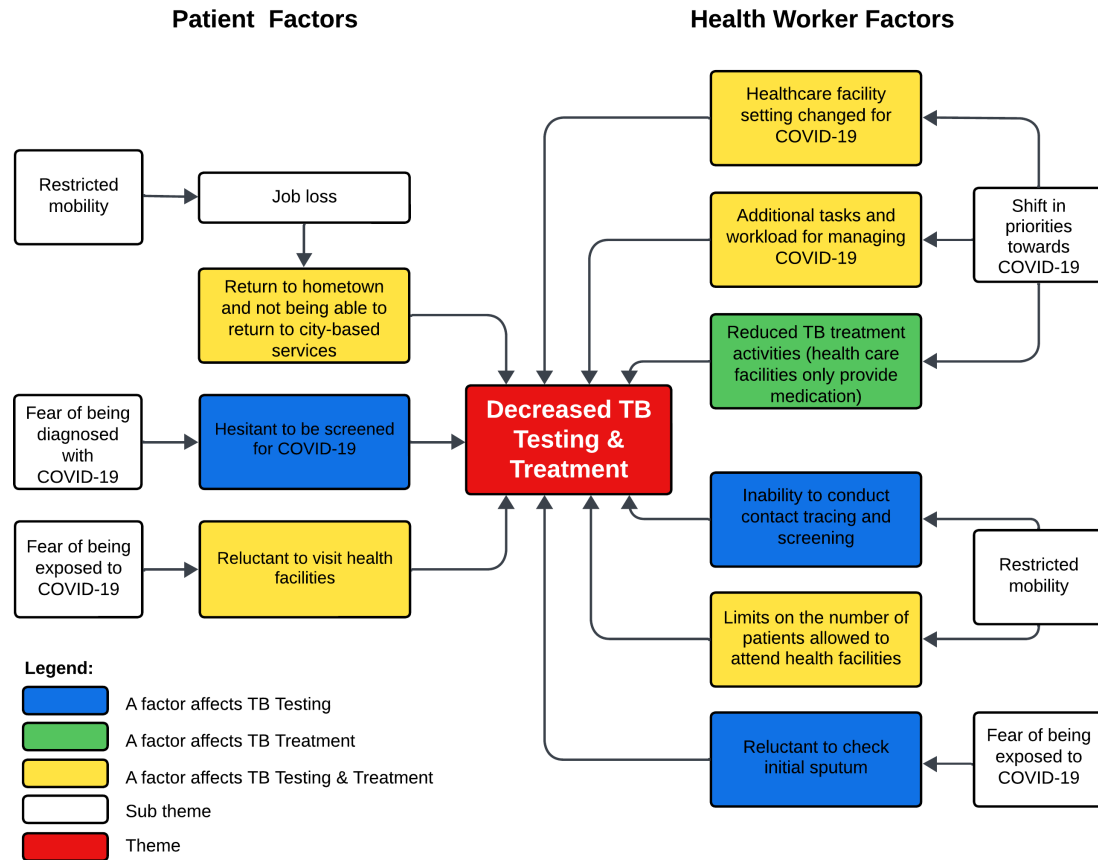 Patient  Factors
Restricted
mobility
Job loss
Return to hometown
and not being able to
return to city-based
services
Fear of being
diagnosed
with
COVID-19
Hesitant to be screened
for COVID-19
Fear of being
exposed to
COVID-19
Reluctant to visit health
facilities
Decreased TB
Testing &
Treatment
Health Worker Factors
Healthcare facility
setting changed for
COVID-19
Additional tasks and
workload for managing
COVID-19
Reduced TB treatment
activities (health care
facilities only provide
medication)
Shift in
priorities
towards
COVID-19
Inability to conduct
contact tracing and
screening
Limits on the number of
patients allowed to
attend health facilities
Restricted
mobility
Reluctant to check
initial sputum
Fear of being
exposed to
COVID-19
Legend:
A factor affects TB Testing
A factor affects TB Treatment
A factor affects TB Testing & Treatment
Sub theme
Theme